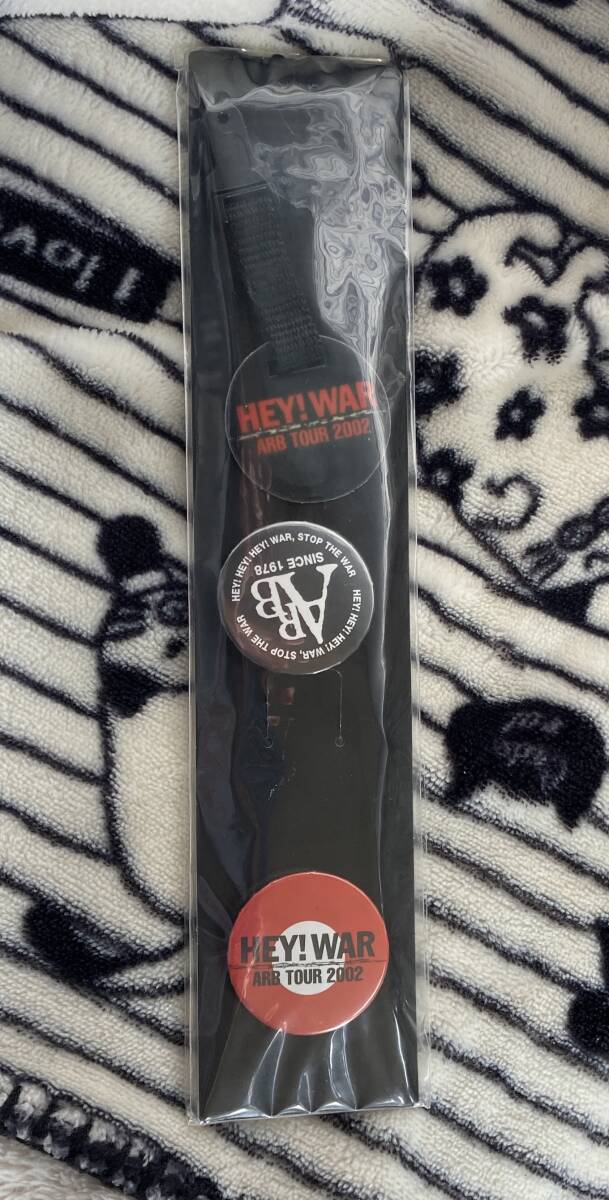 I lov
HEY! WAR
ARB TOUR 2002
HEY! HEY! HEY! WAR, STOP THE WAR
HEY! HEY! HEY! WAR, STOP THE WAR
SINCE 1978
ARB
HEY! WAR
ARB TOUR 2002